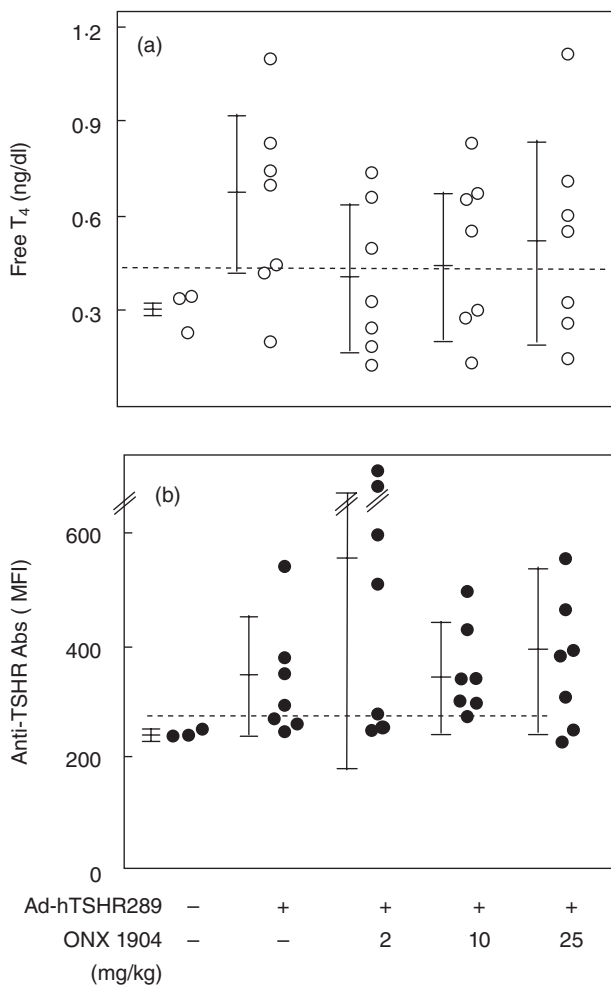 1·2
(a)
0·9
0·6
0·3
Free T4 (ng/dl)
(b)
600
400
200
0
Anti-TSHR Abs ( MFI)
Ad-hTSHR289 – + + + +
ONX 1904 – – 2 10 25
(mg/kg)